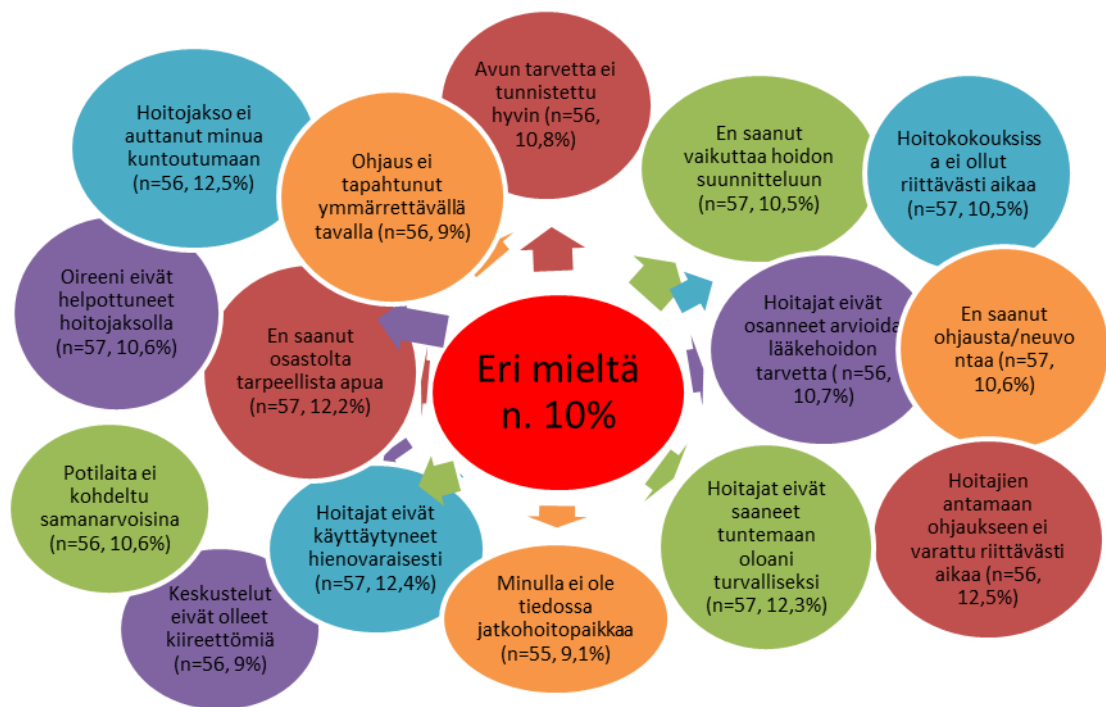 Avun tarvetta ei
tunnistettu
hyvin (n=56,
10,8%)
Hoitojakso ei
auttanut minua
kuntoutumaan
(n=56, 12,5%)
Ohjaus ei
tapahtunut
ymmärrettävällä
tavalla (n=56, 9%)
En saanut
vaikuttaa hoidon
suunnitteluun
(n=57, 10,5%)
Hoitokokouksiss
a ei ollut
riittävästi aikaa
(n=57, 10,5%)
Oireeni eivät
helpottuneet
hoitojaksolla
(n=57, 10,6%)
En saanut
osastolta
tarpeellista apua
(n=57, 12,2%)
Eri mieltä
n. 10%
Hoitajat eivät
osanneet arvioida
lääkehoidon
tarvetta ( n=56,
10,7%)
En saanut
ohjausta/neuvo
ntaa (n=57,
10,6%)
Potilaita ei
kohdeltu
samanarvoisina
(n=56, 10,6%)
Hoitajat eivät
käyttäytyneet
hienovaraisesti
(n=57, 12,4%)
Hoitajat eivät
saaneet
tuntemaan
oloani
turvalliseksi
(n=57, 12,3%)
Hoitajien
antamaan
ohjaukseen ei
varattu riittävästi
aikaa (n=56,
12,5%)
Keskustelut
eivät olleet
kiireettömiä
(n=56, 9%)
Minulla ei ole
tiedossa
jatkohoitopaikkaa
(n=55, 9,1%)